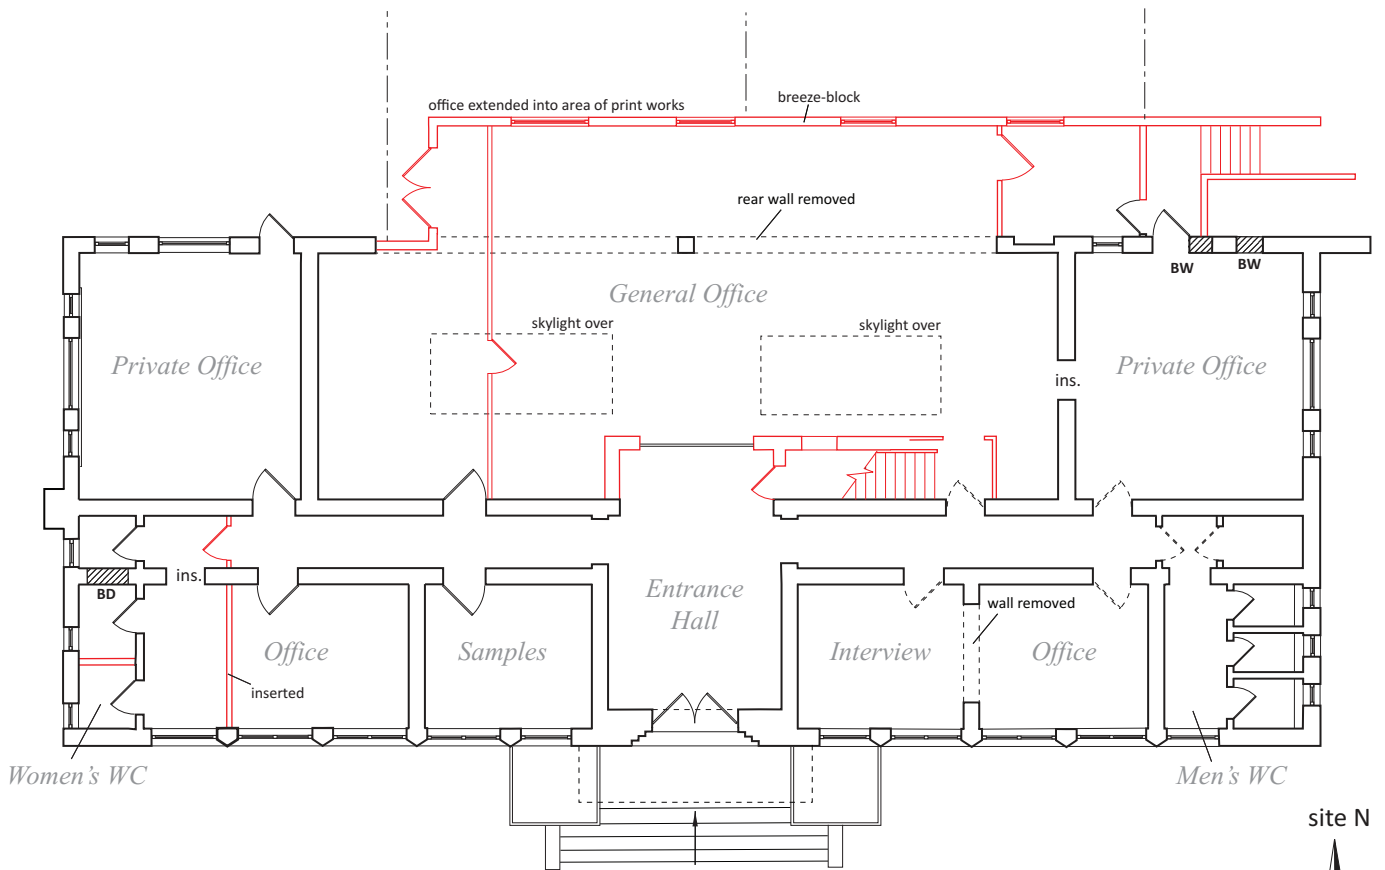 office extended into area of print works
breeze-block
rear wall removed
BW
BW
General Office
skylight over
skylight over
Private Office
ins.
Private Office
ins.
BD
Entrance
Hall
wall removed
Office
Samples
Interview
Office
inserted
Women's WC
Men's WC
site N